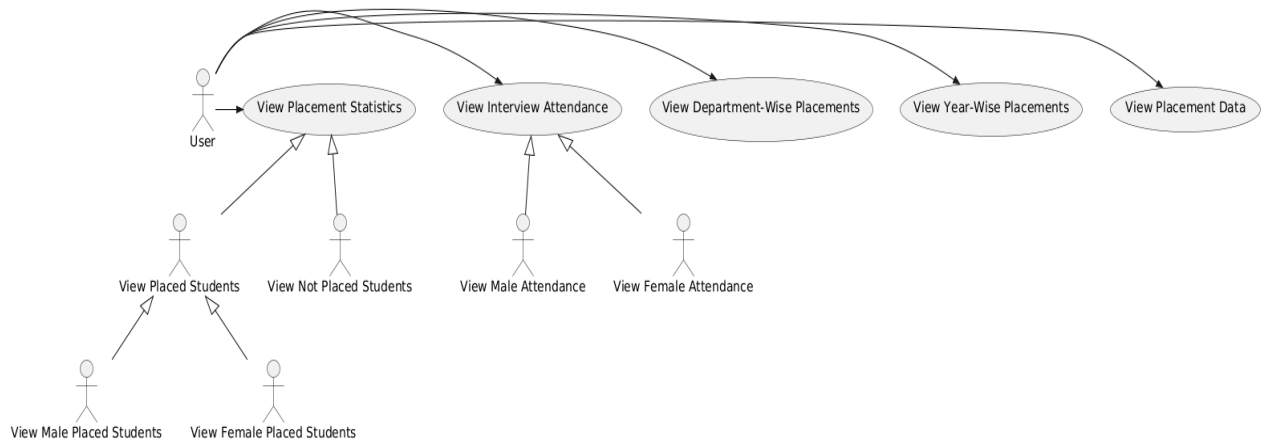 View Placement Statistics
View Interview Attendance
View Department-Wise Placements
View Year-Wise Placements
View Placement Data
User
View Placed Students
View Not Placed Students
View Male Attendance
View Female Attendance
View Male Placed Students
View Female Placed Students